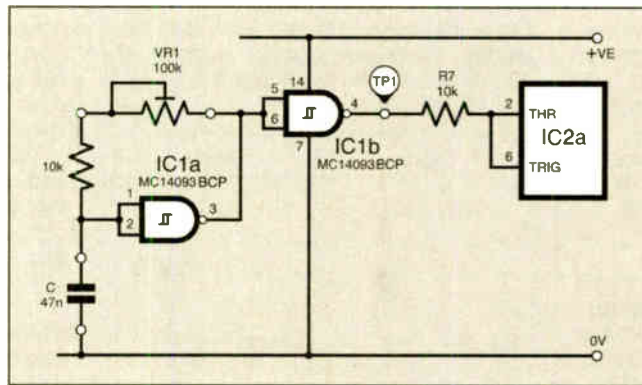 VR1
100k
+VE
14
5
6
4
TP1
R7
10k
2
THR
IC2a
6
TRIG
7
IC1b
MC14093BCP
10k
IC1a
MC14093BCP
1
2
3
C
47n
0V